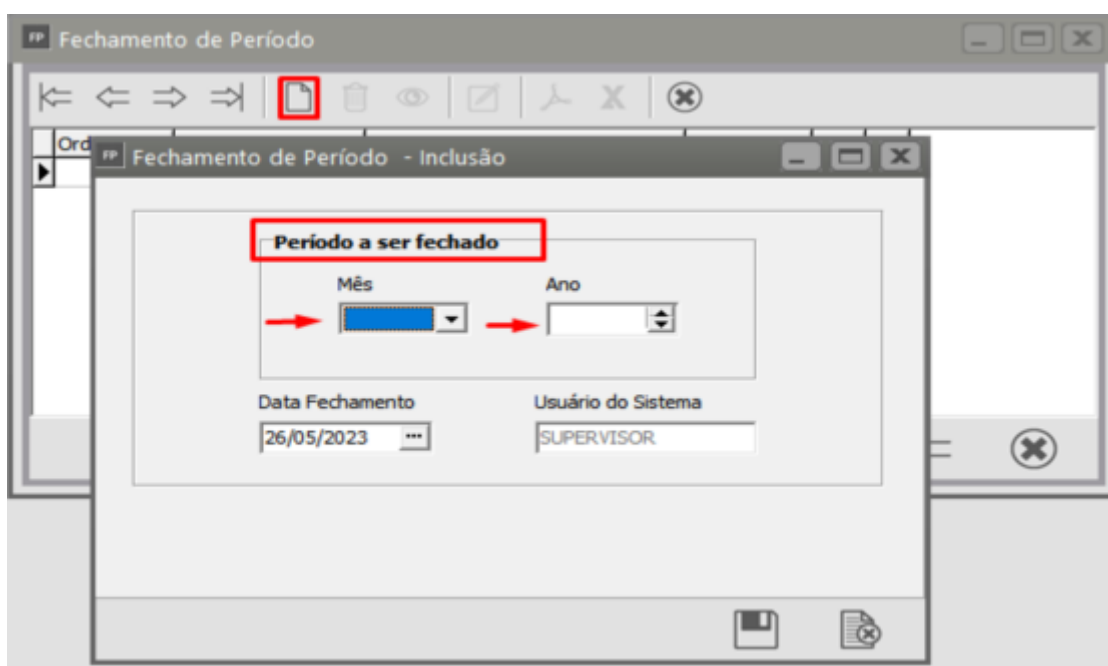 FP Fechamento de Período
Ord
FP Fechamento de Período - Inclusão
Período a ser fechado
Mês Ano
Data Fechamento Usuário do Sistema
26/05/2023 SUPERVISOR